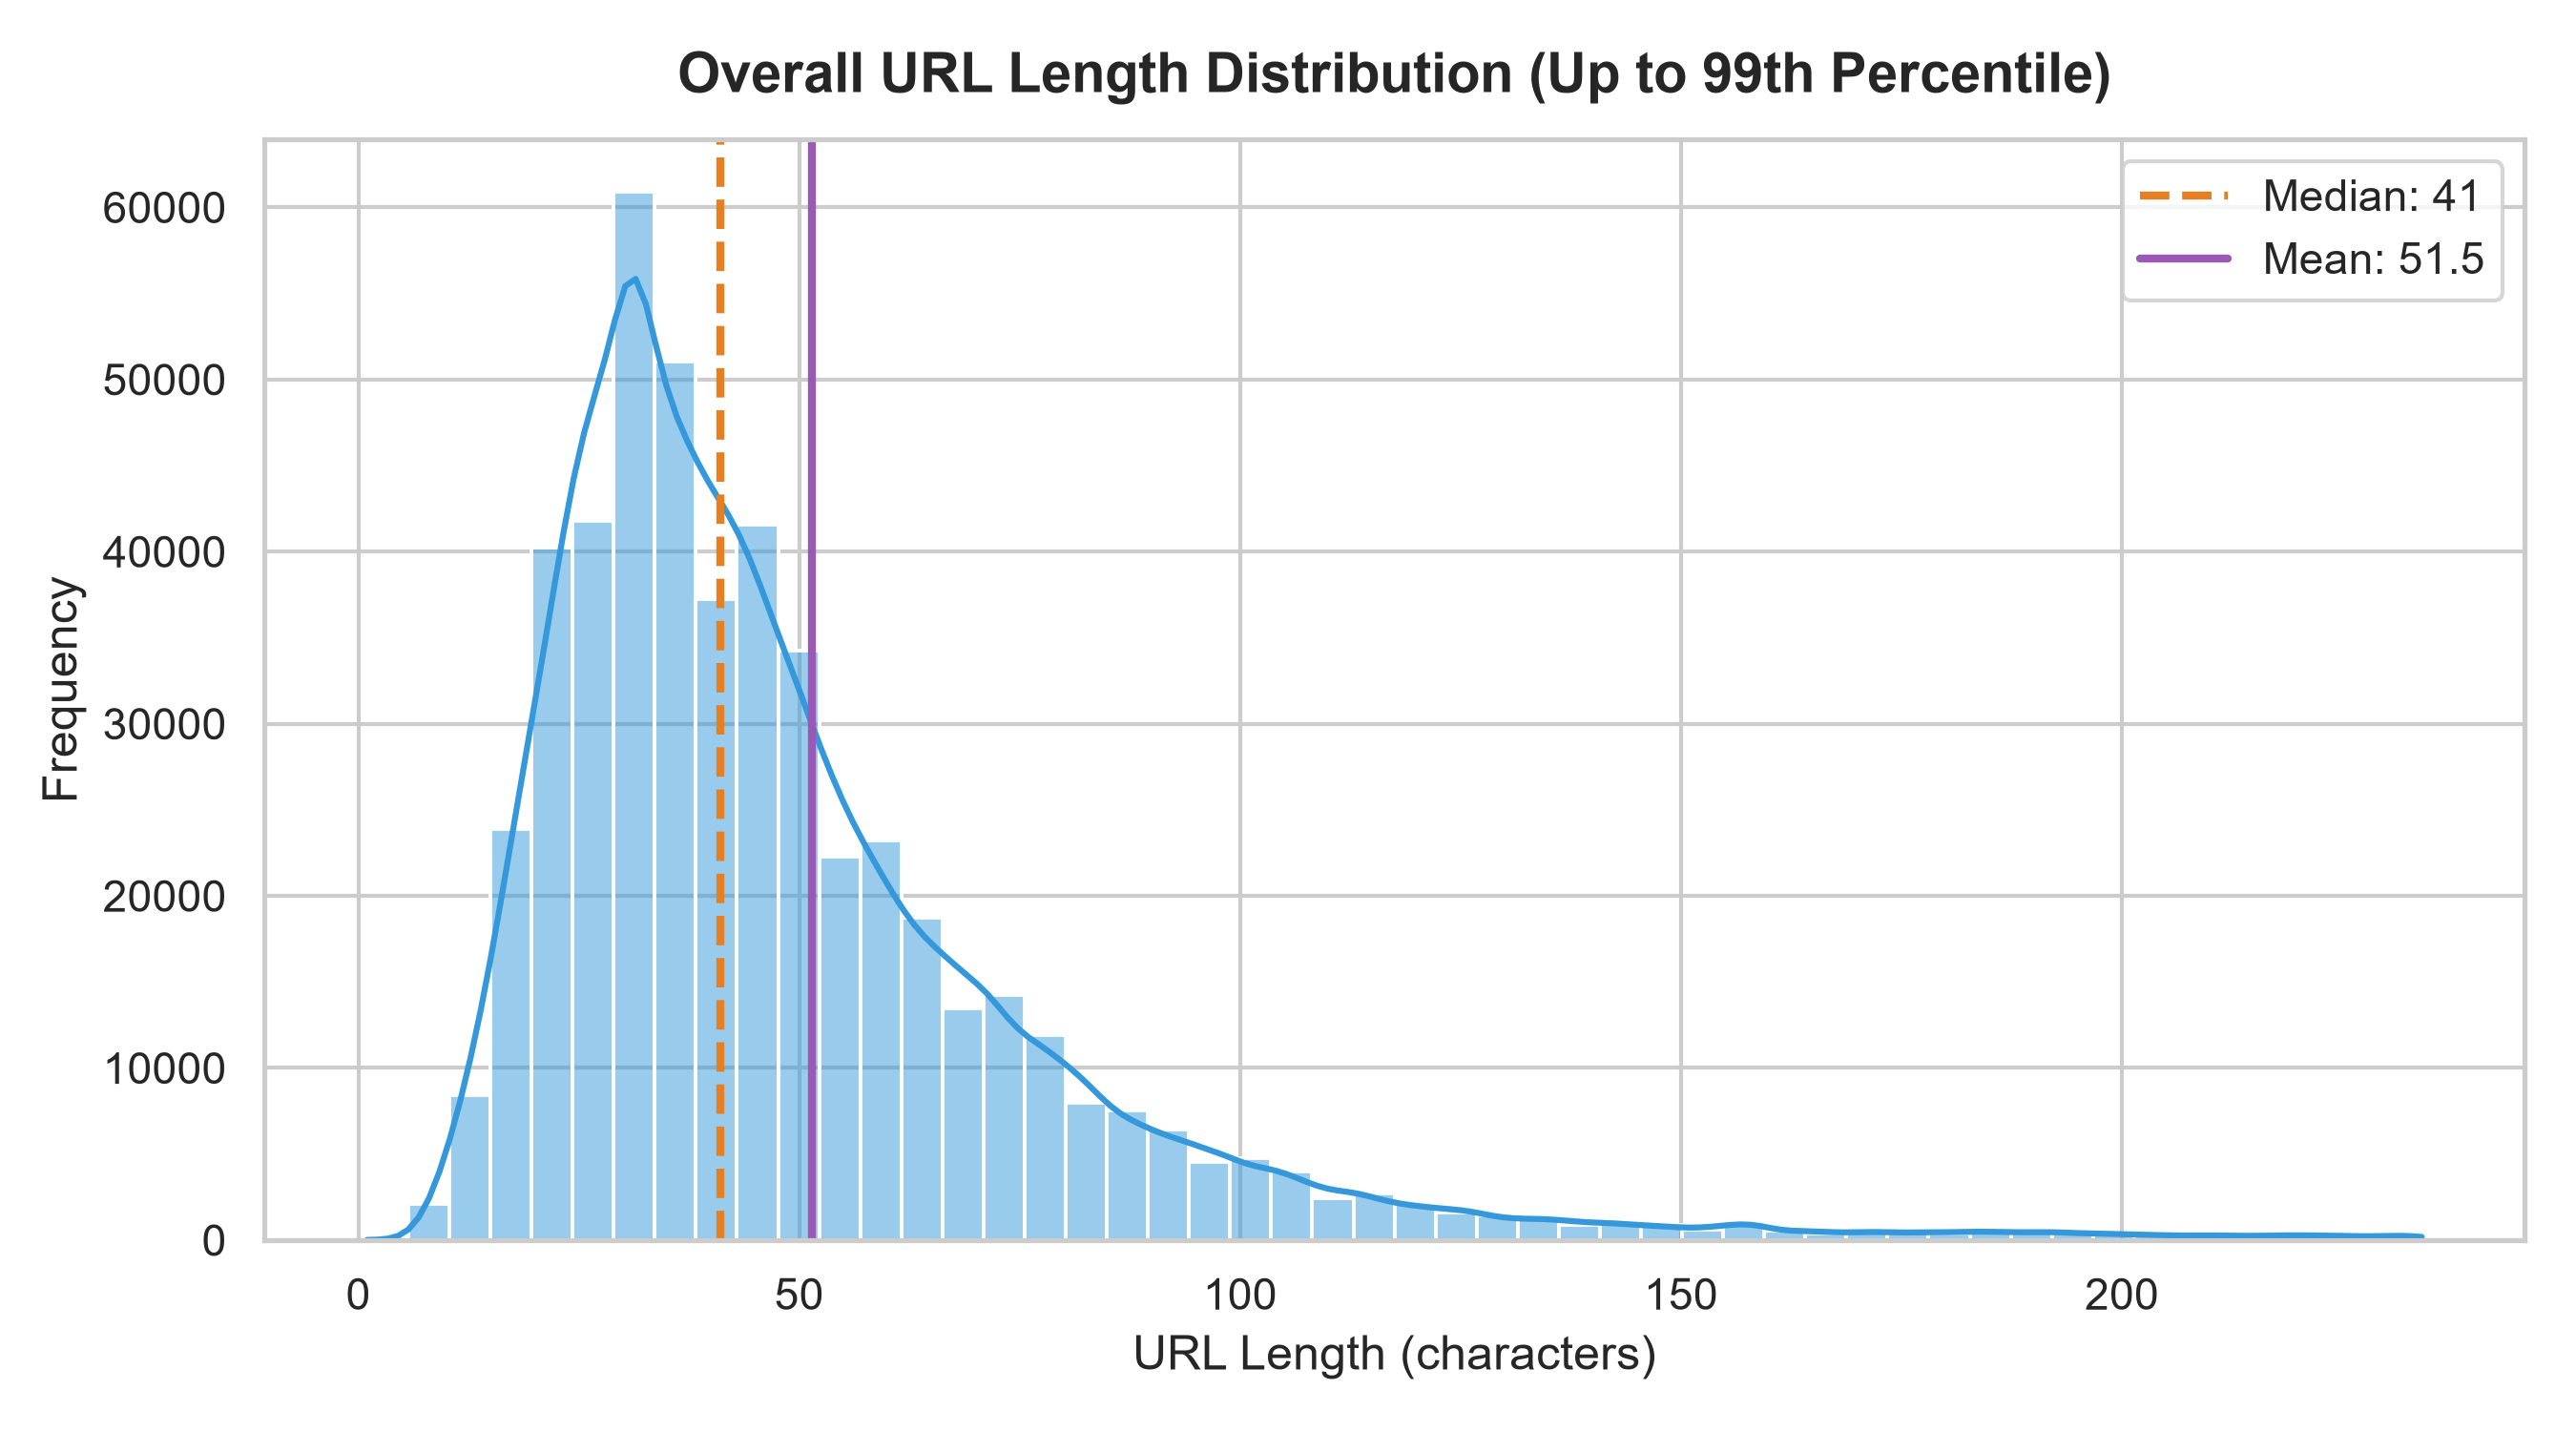 Overall URL Length Distribution (Up to 99th Percentile)
Median: 41
Mean: 51.5
60000
50000
40000
30000
20000
10000
0
Frequency
0 50 100 150 200
URL Length (characters)